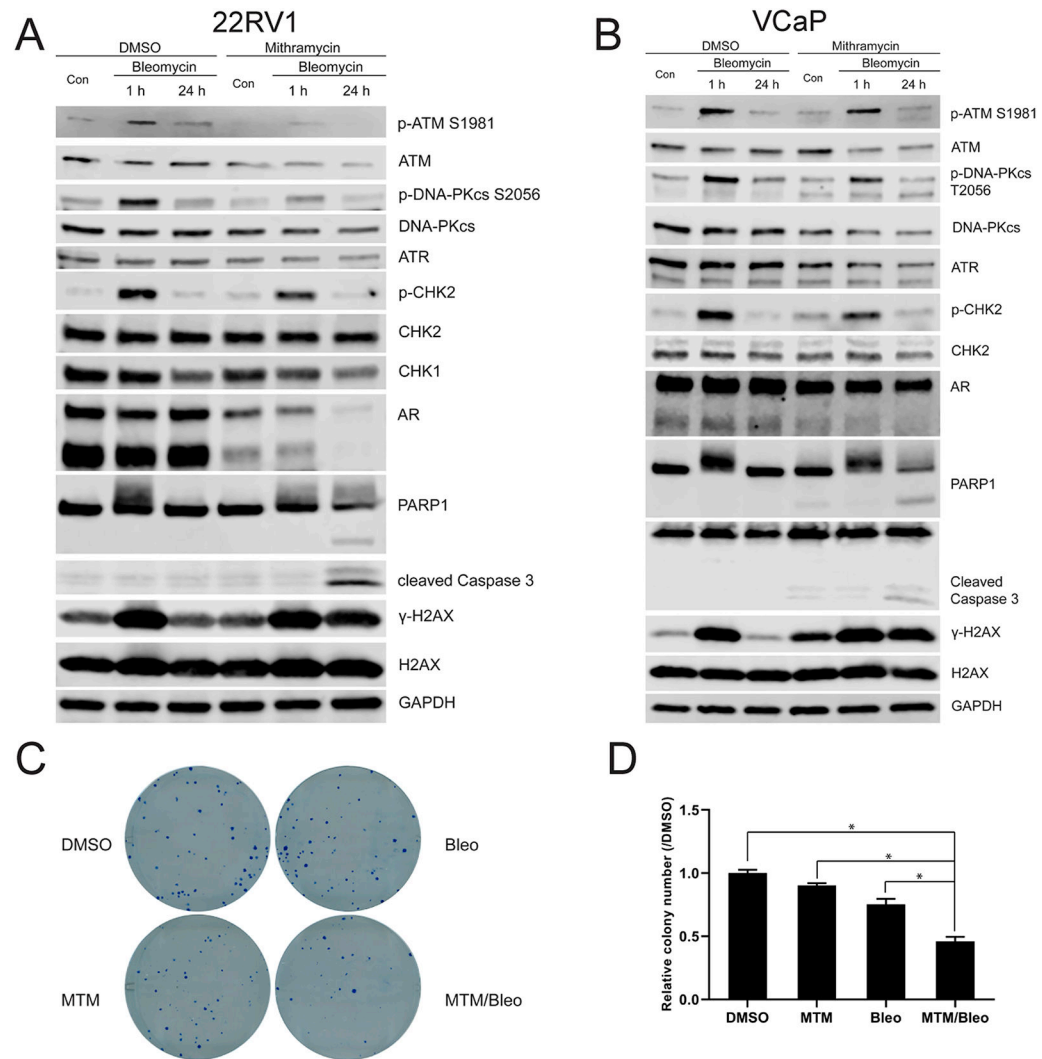 A
22RV1
DMSO Mithramycin
Con Bleomycin Con Bleomycin
1 h 24 h 1 h 24 h
p-ATM S1981
ATM
p-DNA-PKcs S2056
DNA-PKcs
ATR
p-CHK2
CHK2
CHK1
AR
PARP1
cleaved Caspase 3
γ-H2AX
H2AX
GAPDH
B
VCaP
DMSO Mithramycin
Con Bleomycin Con Bleomycin
1 h 24 h 1 h 24 h
p-ATM S1981
ATM
p-DNA-PKcs
T2056
DNA-PKcs
ATR
p-CHK2
CHK2
AR
PARP1
Cleaved
Caspase 3
γ-H2AX
H2AX
GAPDH
C
DMSO Bleo
MTM MTM/Bleo
D
Relative colony number (/DMSO)
1.5
1.0
0.5
0.0
*
*
*
DMSO MTM Bleo MTM/Bleo